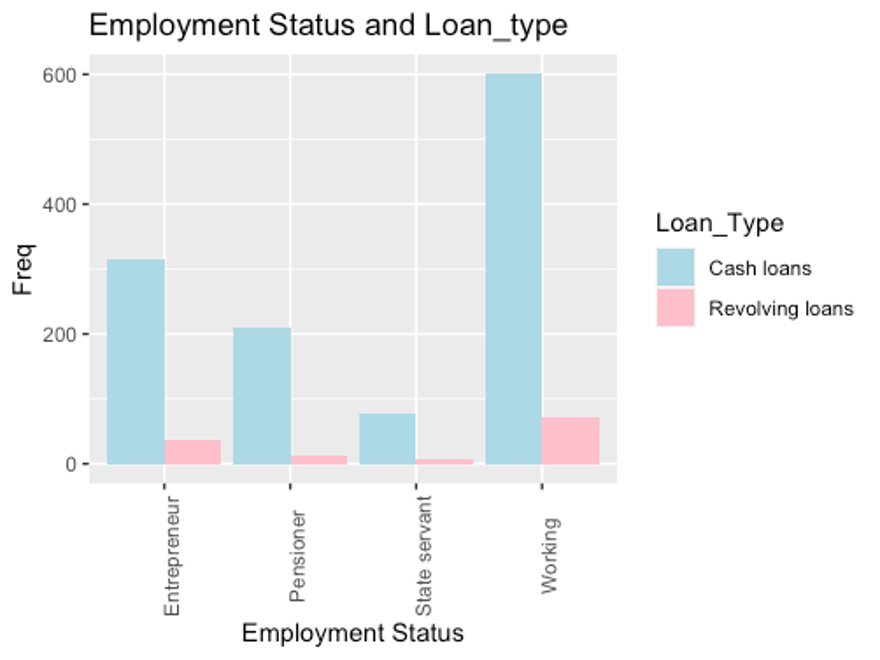 Employment Status and Loan_type
600
400
200
0
Freq
Entrepreneur
Pensioner
State servant
Working
Employment Status
Loan_Type
Cash loans
Revolving loans